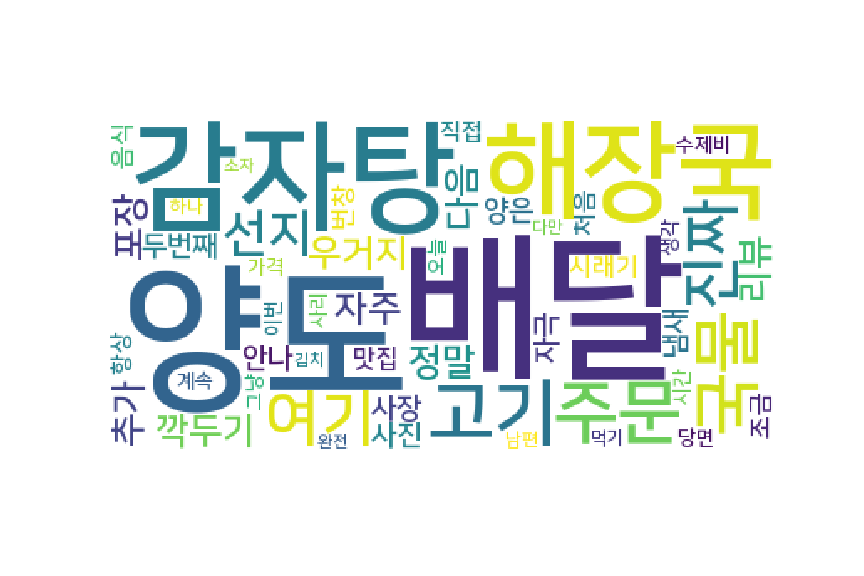 감자탕
해장국
양도
배달
음식
소자
직접
수제비
하나
번창
다음
양은
처음
다만
포장
두번째
선지
우거지
오늘
시래기
생각
진짜
리뷰
가격
이번
사리
자주
자극
냄새
국물
항상
계속
안나
김치
맛집
정말
그냥
추가
깍두기
여기
사장
사진
완전
고기
남편
주문
먹기
시간
당면
조금